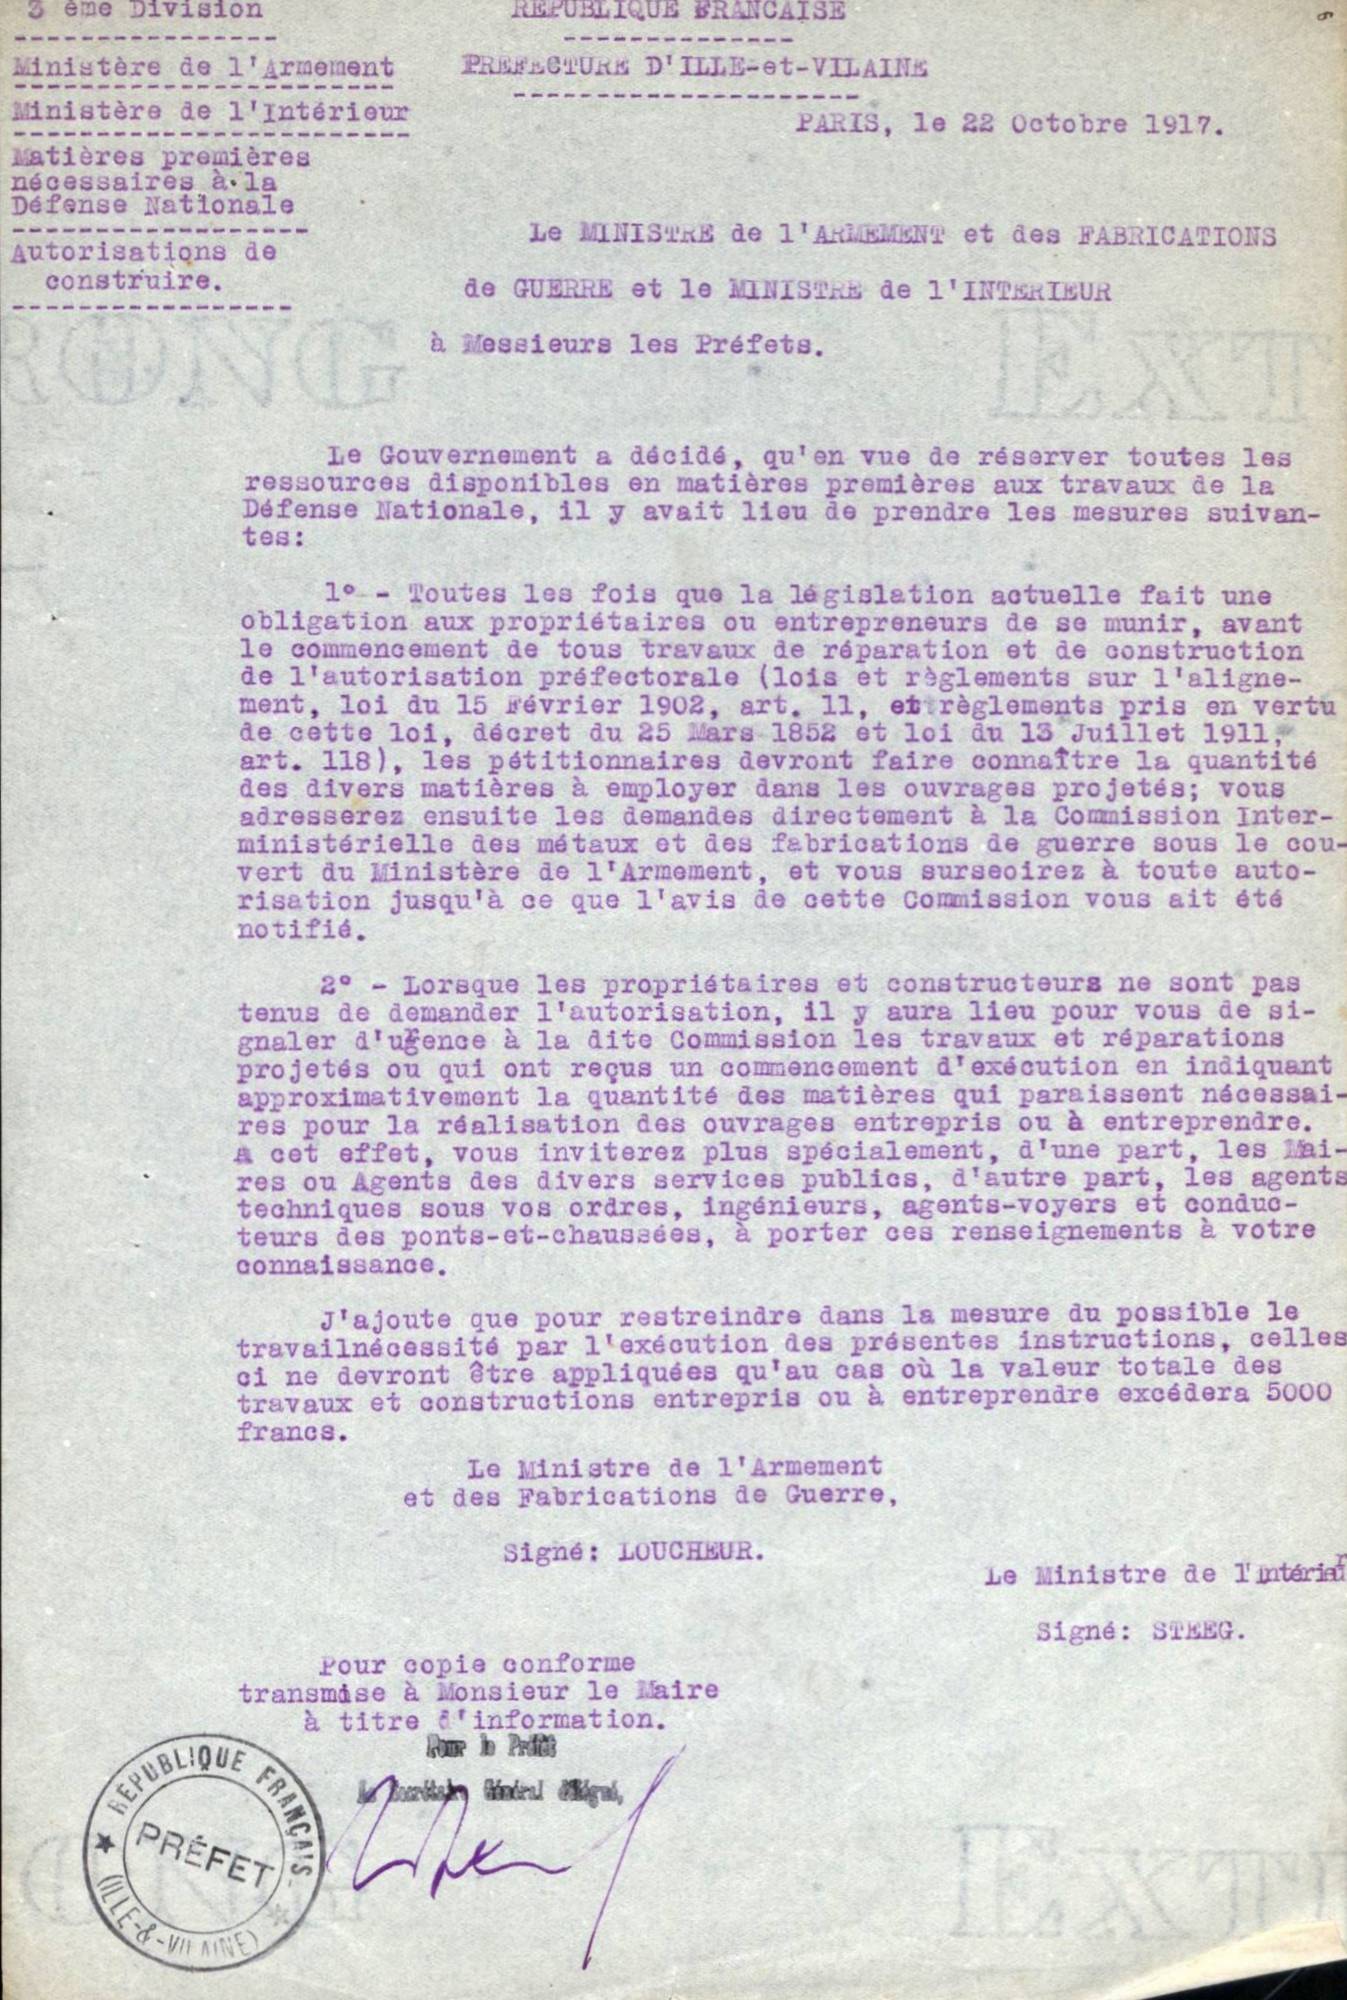 3 ème Division
REPUBLIQUE FRANCAISE
Ministère de l'Armement
PREFECTURE D'ILLE-et-VILAINE
Ministère de l'Intérieur
PARIS, le 22 Octobre 1917.
Matières premières
nécessaires à la
Défense Nationale
Autorisations de
construire.
Le MINISTRE de l'ARMEMENT et des FABRICATIONS
de GUERRE et le MINISTRE de l'INTERIEUR
à Messieurs les Préfets.
Le Gouvernement a décidé, qu'en vue de réserver toutes les
ressources disponibles en matières premières aux travaux de la
Défense Nationale, il y avait lieu de prendre les mesures suivan-
tes:
1° - Toutes les fois que la législation actuelle fait une
obligation aux propriétaires ou entrepreneurs de se munir, avant
le commencement de tous travaux de réparation et de construction
de l'autorisation préfectorale (lois et règlements sur l'aligne-
ment, loi du 15 Février 1902, art. 11, et règlements pris en vertu
de cette loi, décret du 25 Mars 1852 et loi du 13 Juillet 1911,
art. 118), les pétitionnaires devront faire connaître la quantité
des divers matières à employer dans les ouvrages projetés; vous
adresserez ensuite les demandes directement à la Commission Inter-
ministérielle des métaux et des fabrications de guerre sous le cou-
vert du Ministère de l'Armement, et vous surseoirez à toute auto-
risation jusqu'à ce que l'avis de cette Commission vous ait été
notifié.
2° - Lorsque les propriétaires et constructeurs ne sont pas
tenus de demander l'autorisation, il y aura lieu pour vous de si-
gnaler d'ugence à la dite Commission les travaux et réparations
projetés ou qui ont reçus un commencement d'exécution en indiquant
approximativement la quantité des matières qui paraissent nécessai-
res pour la réalisation des ouvrages entrepris ou à entreprendre.
A cet effet, vous inviterez plus spécialement, d'une part, les Mai-
res ou Agents des divers services publics, d'autre part, les agents
techniques sous vos ordres, ingénieurs, agents-voyers et conduc-
teurs des ponts-et-chaussées, à porter ces renseignements à votre
connaissance.
J'ajoute que pour restreindre dans la mesure du possible le
travailnécessité par l'exécution des présentes instructions, celles
ci ne devront être appliquées qu'au cas où la valeur totale des
travaux et constructions entrepris ou à entreprendre excédera 5000
francs.
Le Ministre de l'Armement
et des Fabrications de Guerre,
Signé: LOUCHEUR.
Le Ministre de l'Intérieur
Signé: STEEG.
Pour copie conforme
transmise à Monsieur le Maire
à titre d'information.
Pour le Préfet
Le Secrétaire Général délégué,
REPUBLIQUE FRANÇAIS-
PRÉFET
(ILLE-&-VILAINE)